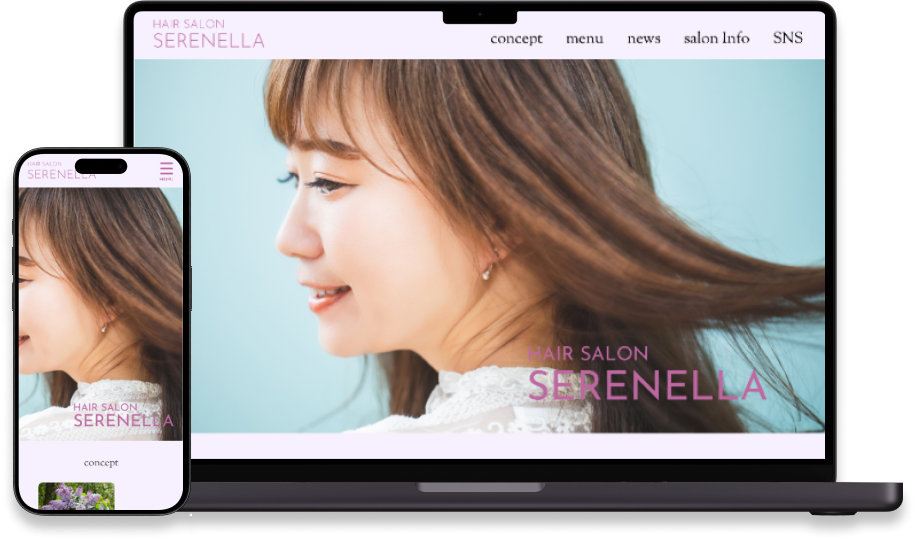 HAIR SALON
SERENELLA
concept menu news salon Info SNS
HAIR SALON
SERENELLA
HAIR SALON
SERENELLA
MENU
HAIR SALON
SERENELLA
concept